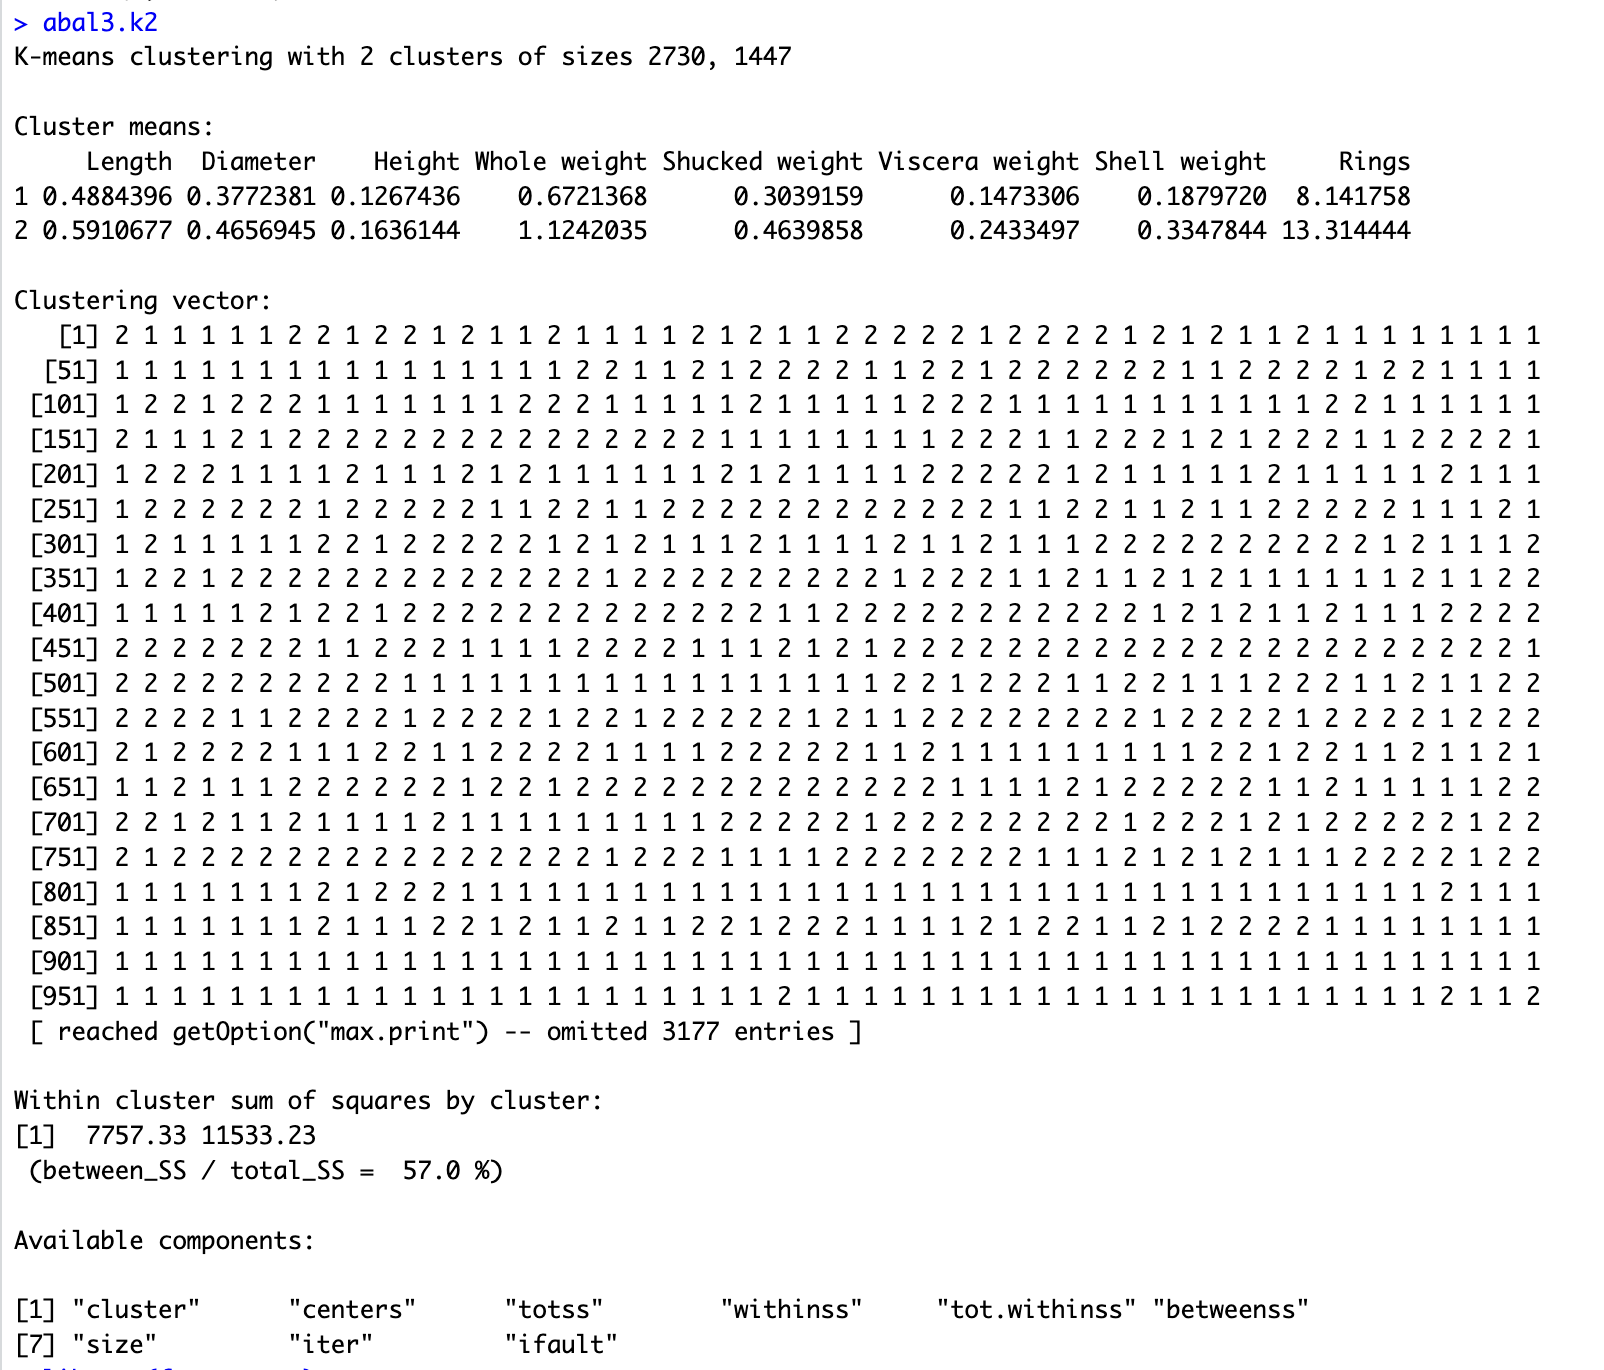 > abal3.k2
K-means clustering with 2 clusters of sizes 2730, 1447
Cluster means:
Length Diameter Height Whole weight Shucked weight Viscera weight Shell weight Rings
1 0.4884396 0.3772381 0.1267436 0.6721368 0.3039159 0.1473306 0.1879720 8.141758
2 0.5910677 0.4656945 0.1636144 1.1242035 0.4639858 0.2433497 0.3347844 13.314444
Clustering vector:
[1] 2 1 1 1 1 1 2 2 1 2 2 1 2 1 1 2 1 1 1 1 2 1 2 1 1 2 2 2 2 2 1 2 2 2 2 1 2 1 2 1 1 2 1 1 1 1 1 1 1 1
[51] 1 1 1 1 1 1 1 1 1 1 1 1 1 1 1 1 2 2 1 1 2 1 2 2 2 2 1 1 2 2 1 2 2 2 2 2 2 1 1 2 2 2 2 1 2 2 1 1 1 1
[101] 1 2 2 1 2 2 2 1 1 1 1 1 1 1 2 2 2 1 1 1 1 1 2 1 1 1 1 1 2 2 2 1 1 1 1 1 1 1 1 1 1 1 2 2 1 1 1 1 1 1
[151] 2 1 1 1 2 1 2 2 2 2 2 2 2 2 2 2 2 2 2 2 2 1 1 1 1 1 1 1 1 2 2 2 1 1 2 2 2 1 2 1 2 2 2 1 1 2 2 2 2 1
[201] 1 2 2 2 1 1 1 1 2 1 1 1 2 1 2 1 1 1 1 1 1 2 1 2 1 1 1 1 2 2 2 2 2 1 2 1 1 1 1 1 2 1 1 1 1 1 2 1 1 1
[251] 1 2 2 2 2 2 2 1 2 2 2 2 2 1 1 2 2 1 1 2 2 2 2 2 2 2 2 2 2 2 2 1 1 2 2 1 1 2 1 1 2 2 2 2 2 1 1 1 2 1
[301] 1 2 1 1 1 1 1 2 2 1 2 2 2 2 2 1 2 1 2 1 1 1 2 1 1 1 1 2 1 1 2 1 1 1 2 2 2 2 2 2 2 2 2 2 1 2 1 1 1 2
[351] 1 2 2 1 2 2 2 2 2 2 2 2 2 2 2 2 2 1 2 2 2 2 2 2 2 2 2 1 2 2 2 1 1 2 1 1 2 1 2 1 1 1 1 1 1 2 1 1 2 2
[401] 1 1 1 1 1 2 1 2 2 1 2 2 2 2 2 2 2 2 2 2 2 2 2 1 1 2 2 2 2 2 2 2 2 2 2 2 1 2 1 2 1 1 2 1 1 1 2 2 2 2
[451] 2 2 2 2 2 2 2 1 1 2 2 2 1 1 1 1 2 2 2 2 1 1 1 2 1 2 1 2 2 2 2 2 2 2 2 2 2 2 2 2 2 2 2 2 2 2 2 2 2 1
[501] 2 2 2 2 2 2 2 2 2 2 1 1 1 1 1 1 1 1 1 1 1 1 1 1 1 1 1 2 2 1 2 2 2 1 1 2 2 1 1 1 2 2 2 1 1 2 1 1 2 2
[551] 2 2 2 2 1 1 2 2 2 2 1 2 2 2 2 1 2 2 1 2 2 2 2 2 1 2 1 1 2 2 2 2 2 2 2 2 1 2 2 2 2 1 2 2 2 2 1 2 2 2
[601] 2 1 2 2 2 2 1 1 1 2 2 1 1 2 2 2 2 1 1 1 1 2 2 2 2 2 1 1 2 1 1 1 1 1 1 1 1 1 2 2 1 2 2 1 1 2 1 1 2 1
[651] 1 1 2 1 1 1 2 2 2 2 2 2 1 2 2 1 2 2 2 2 2 2 2 2 2 2 2 2 2 1 1 1 1 2 1 2 2 2 2 2 1 1 2 1 1 1 1 1 2 2
[701] 2 2 1 2 1 1 2 1 1 1 1 2 1 1 1 1 1 1 1 1 1 2 2 2 2 2 1 2 2 2 2 2 2 2 2 1 2 2 2 1 2 1 2 2 2 2 2 1 2 2
[751] 2 1 2 2 2 2 2 2 2 2 2 2 2 2 2 2 2 1 2 2 2 1 1 1 1 2 2 2 2 2 2 2 1 1 1 2 1 2 1 2 1 1 1 2 2 2 2 1 2 2
[801] 1 1 1 1 1 1 1 2 1 2 2 2 1 1 1 1 1 1 1 1 1 1 1 1 1 1 1 1 1 1 1 1 1 1 1 1 1 1 1 1 1 1 1 1 1 1 2 1 1 1
[851] 1 1 1 1 1 1 1 2 1 1 1 2 2 1 2 1 1 2 1 1 2 2 1 2 2 2 1 1 1 1 2 1 2 2 1 1 2 1 2 2 2 2 1 1 1 1 1 1 1 1
[901] 1 1 1 1 1 1 1 1 1 1 1 1 1 1 1 1 1 1 1 1 1 1 1 1 1 1 1 1 1 1 1 1 1 1 1 1 1 1 1 1 1 1 1 1 1 1 1 1 1 1
[951] 1 1 1 1 1 1 1 1 1 1 1 1 1 1 1 1 1 1 1 1 1 1 1 2 1 1 1 1 1 1 1 1 1 1 1 1 1 1 1 1 1 1 1 1 1 1 2 1 1 2
[ reached getOption("max.print") -- omitted 3177 entries ]
Within cluster sum of squares by cluster:
[1] 7757.33 11533.23
(between_SS / total_SS = 57.0 %)
Available components:
[1] "cluster" "centers" "totss" "withinss" "tot.withinss" "betweenss"
[7] "size" "iter" "ifault"